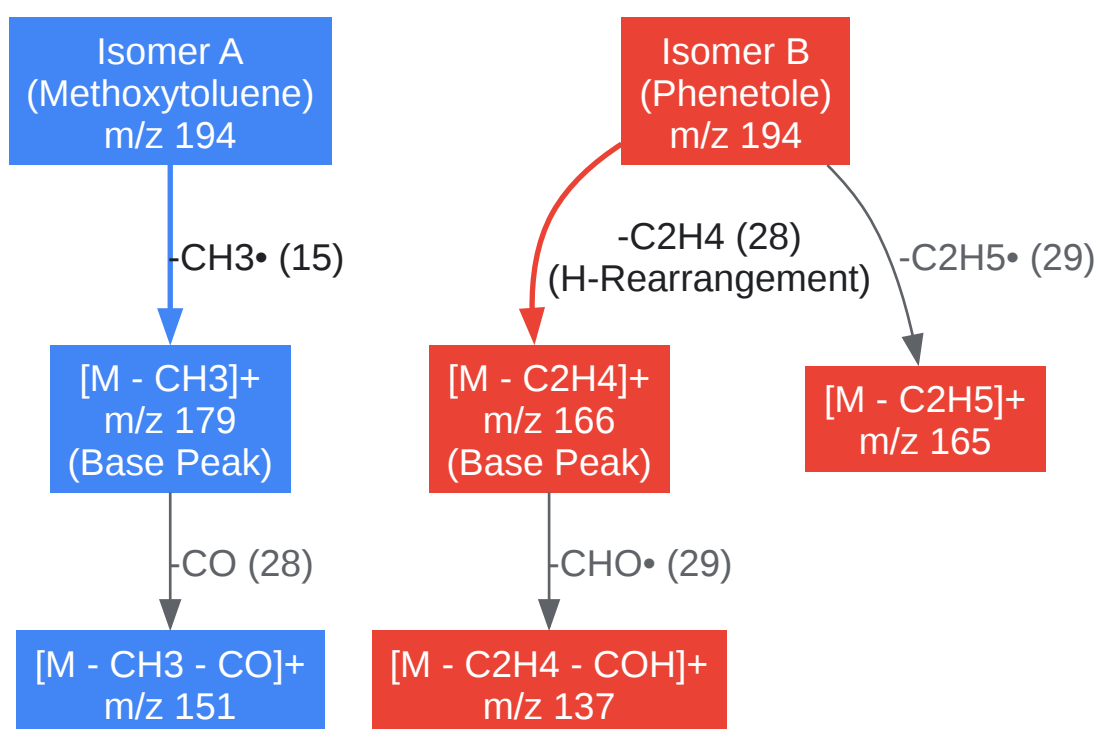 Isomer A
(Methoxytoluene)
m/z 194
Isomer B
(Phenetole)
m/z 194
-CH3• (15)
-C2H4 (28)
(H-Rearrangement)
-C2H5• (29)
[M - CH3]+
m/z 179
(Base Peak)
[M - C2H4]+
m/z 166
(Base Peak)
[M - C2H5]+
m/z 165
-CO (28)
-CHO• (29)
[M - CH3 - CO]+
m/z 151
[M - C2H4 - COH]+
m/z 137